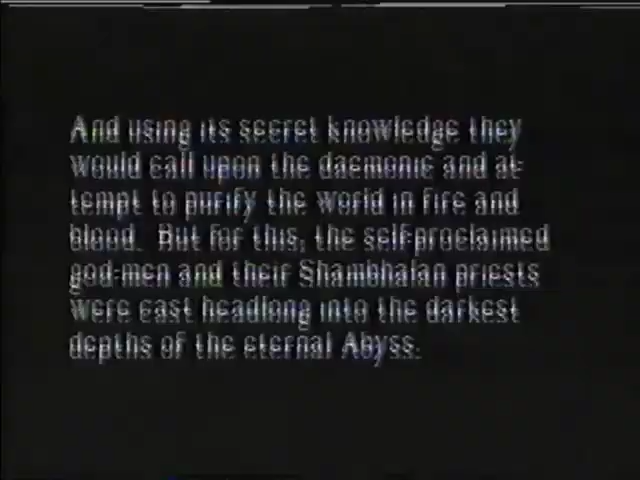 And using its secret knowledge they
would call upon the daemonic and at-
tempt to purify the world in fire and
blood. But for this, the self-proclaimed
god-men and their Shambhalan priests
were cast headlong into the darkest
depths of the eternal Abyss.